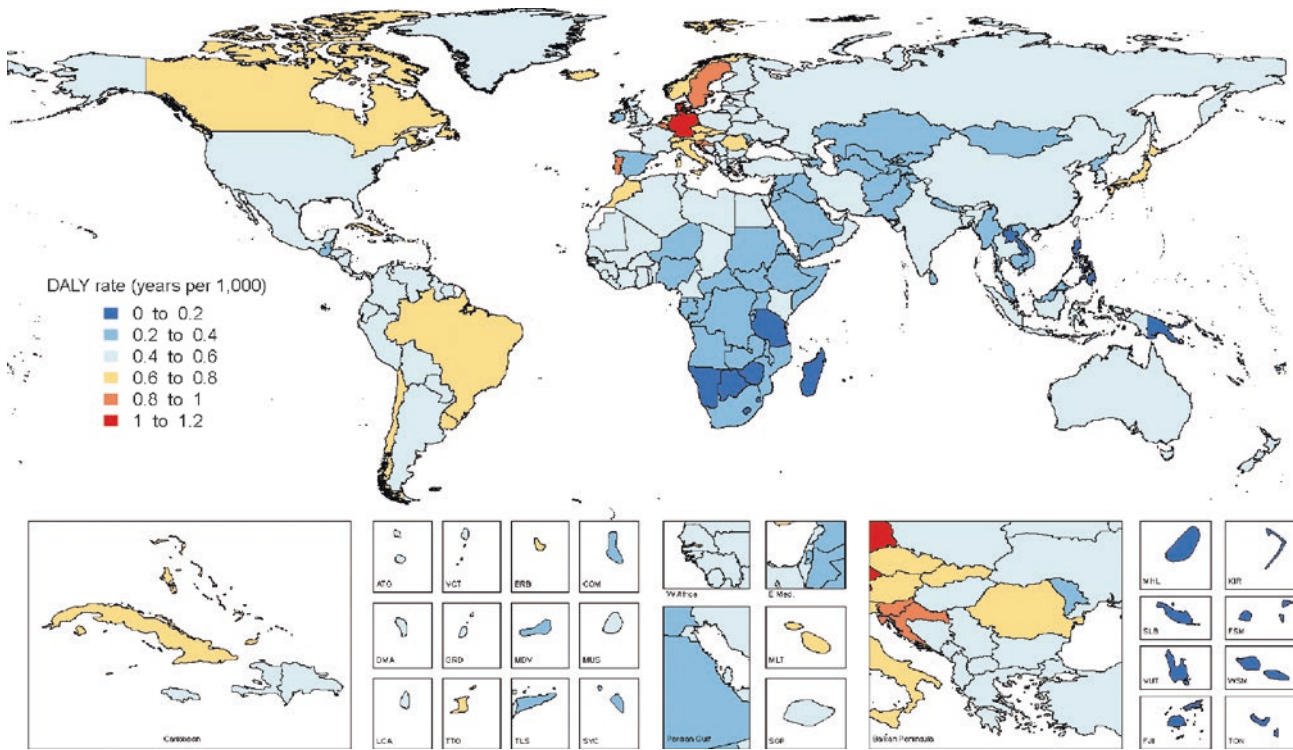 DALY rate (years per 1,000)
0 to 0.2
0.2 to 0.4
0.4 to 0.6
0.6 to 0.8
0.8 to 1
1 to 1.2
Caribbean
ATG
VCT
BRB
COM
DMA
GRD
MDV
MUS
LCA
TTO
TLS
SYC
W Africa
E Med.
Persian Gulf
MLT
SGP
Balkan Peninsula
MHL
KIR
SLB
FSM
VUT
WSM
FJI
TON